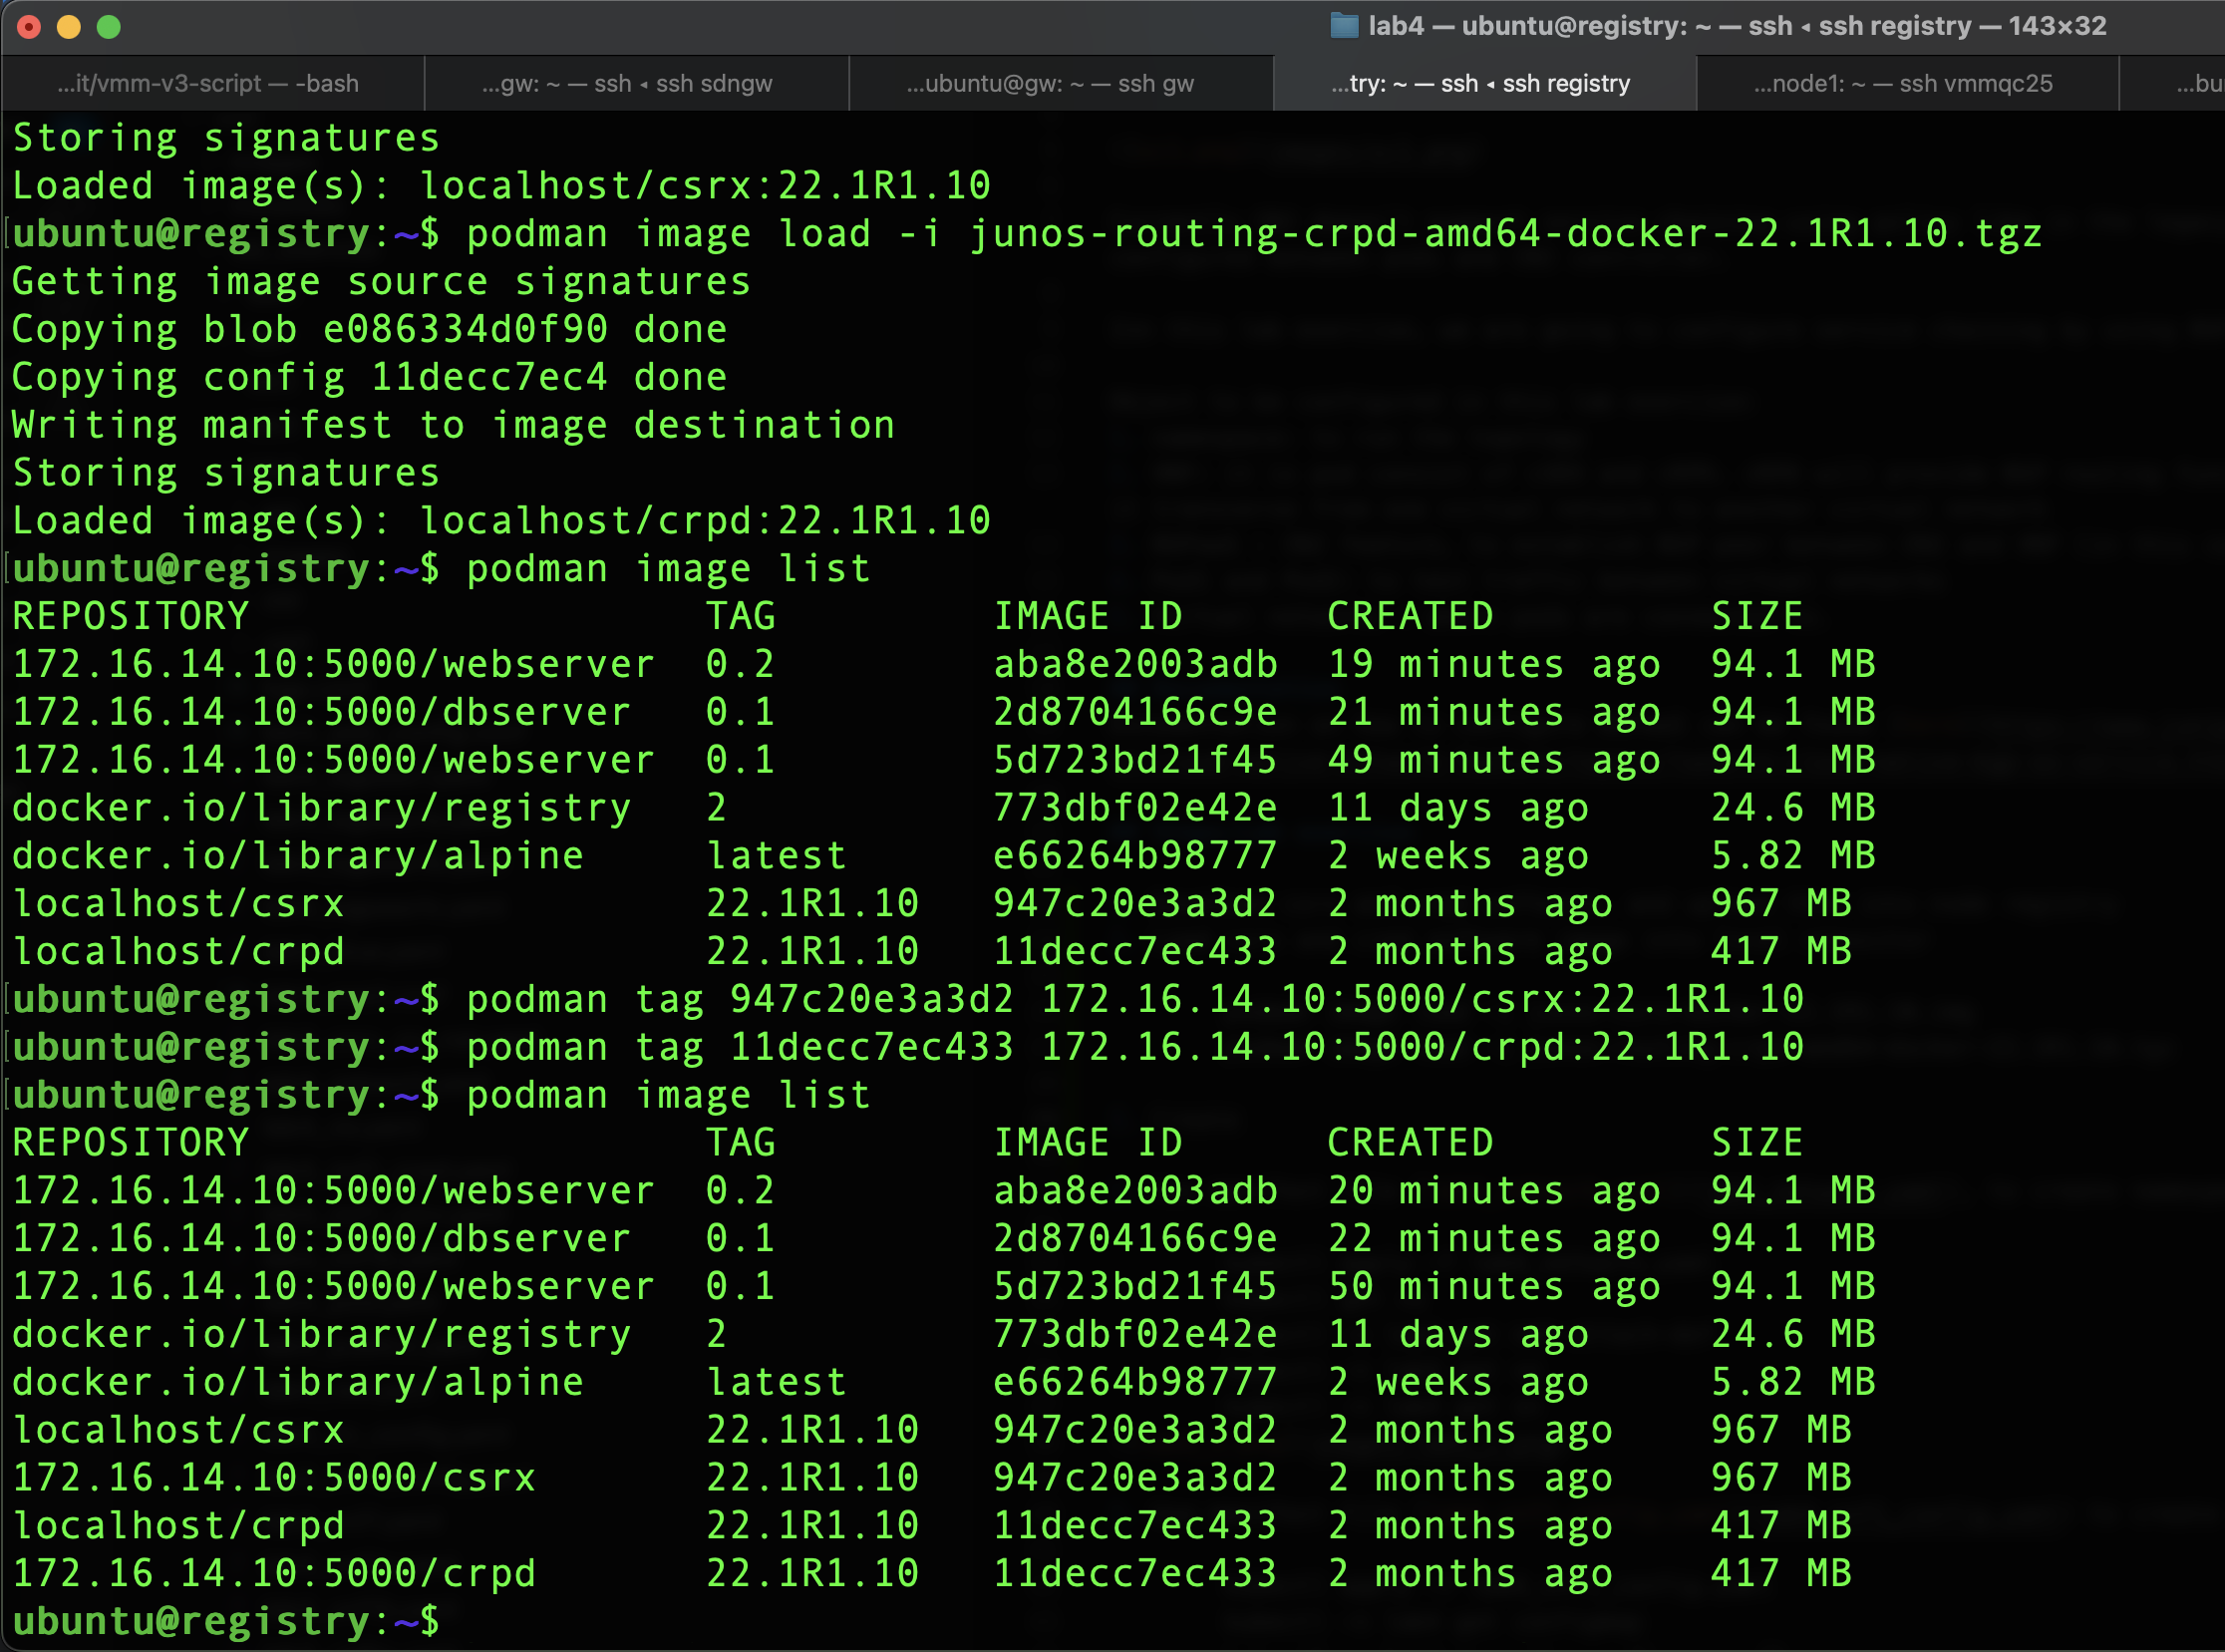 lab4 — ubuntu@registry: ~ — ssh ◂ ssh registry — 143×32
...it/vmm-v3-script — -bash
...gw: ~ — ssh ◂ ssh sdngw
...ubuntu@gw: ~ — ssh gw
...try: ~ — ssh ◂ ssh registry
...node1: ~ — ssh vmmqc25
...bu
Storing signatures
Loaded image(s): localhost/csrx:22.1R1.10
[ubuntu@registry:~$ podman image load -i junos-routing-crpd-amd64-docker-22.1R1.10.tgz
Getting image source signatures
Copying blob e086334d0f90 done
Copying config 11decc7ec4 done
Writing manifest to image destination
Storing signatures
Loaded image(s): localhost/crpd:22.1R1.10
[ubuntu@registry:~$ podman image list
REPOSITORY                   TAG         IMAGE ID      CREATED         SIZE
172.16.14.10:5000/webserver  0.2         aba8e2003adb  19 minutes ago  94.1 MB
172.16.14.10:5000/dbserver   0.1         2d8704166c9e  21 minutes ago  94.1 MB
172.16.14.10:5000/webserver  0.1         5d723bd21f45  49 minutes ago  94.1 MB
docker.io/library/registry   2           773dbf02e42e  11 days ago     24.6 MB
docker.io/library/alpine     latest      e66264b98777  2 weeks ago     5.82 MB
localhost/csrx               22.1R1.10   947c20e3a3d2  2 months ago    967 MB
localhost/crpd               22.1R1.10   11decc7ec433  2 months ago    417 MB
[ubuntu@registry:~$ podman tag 947c20e3a3d2 172.16.14.10:5000/csrx:22.1R1.10
[ubuntu@registry:~$ podman tag 11decc7ec433 172.16.14.10:5000/crpd:22.1R1.10
[ubuntu@registry:~$ podman image list
REPOSITORY                   TAG         IMAGE ID      CREATED         SIZE
172.16.14.10:5000/webserver  0.2         aba8e2003adb  20 minutes ago  94.1 MB
172.16.14.10:5000/dbserver   0.1         2d8704166c9e  22 minutes ago  94.1 MB
172.16.14.10:5000/webserver  0.1         5d723bd21f45  50 minutes ago  94.1 MB
docker.io/library/registry   2           773dbf02e42e  11 days ago     24.6 MB
docker.io/library/alpine     latest      e66264b98777  2 weeks ago     5.82 MB
localhost/csrx               22.1R1.10   947c20e3a3d2  2 months ago    967 MB
172.16.14.10:5000/csrx       22.1R1.10   947c20e3a3d2  2 months ago    967 MB
localhost/crpd               22.1R1.10   11decc7ec433  2 months ago    417 MB
172.16.14.10:5000/crpd       22.1R1.10   11decc7ec433  2 months ago    417 MB
ubuntu@registry:~$